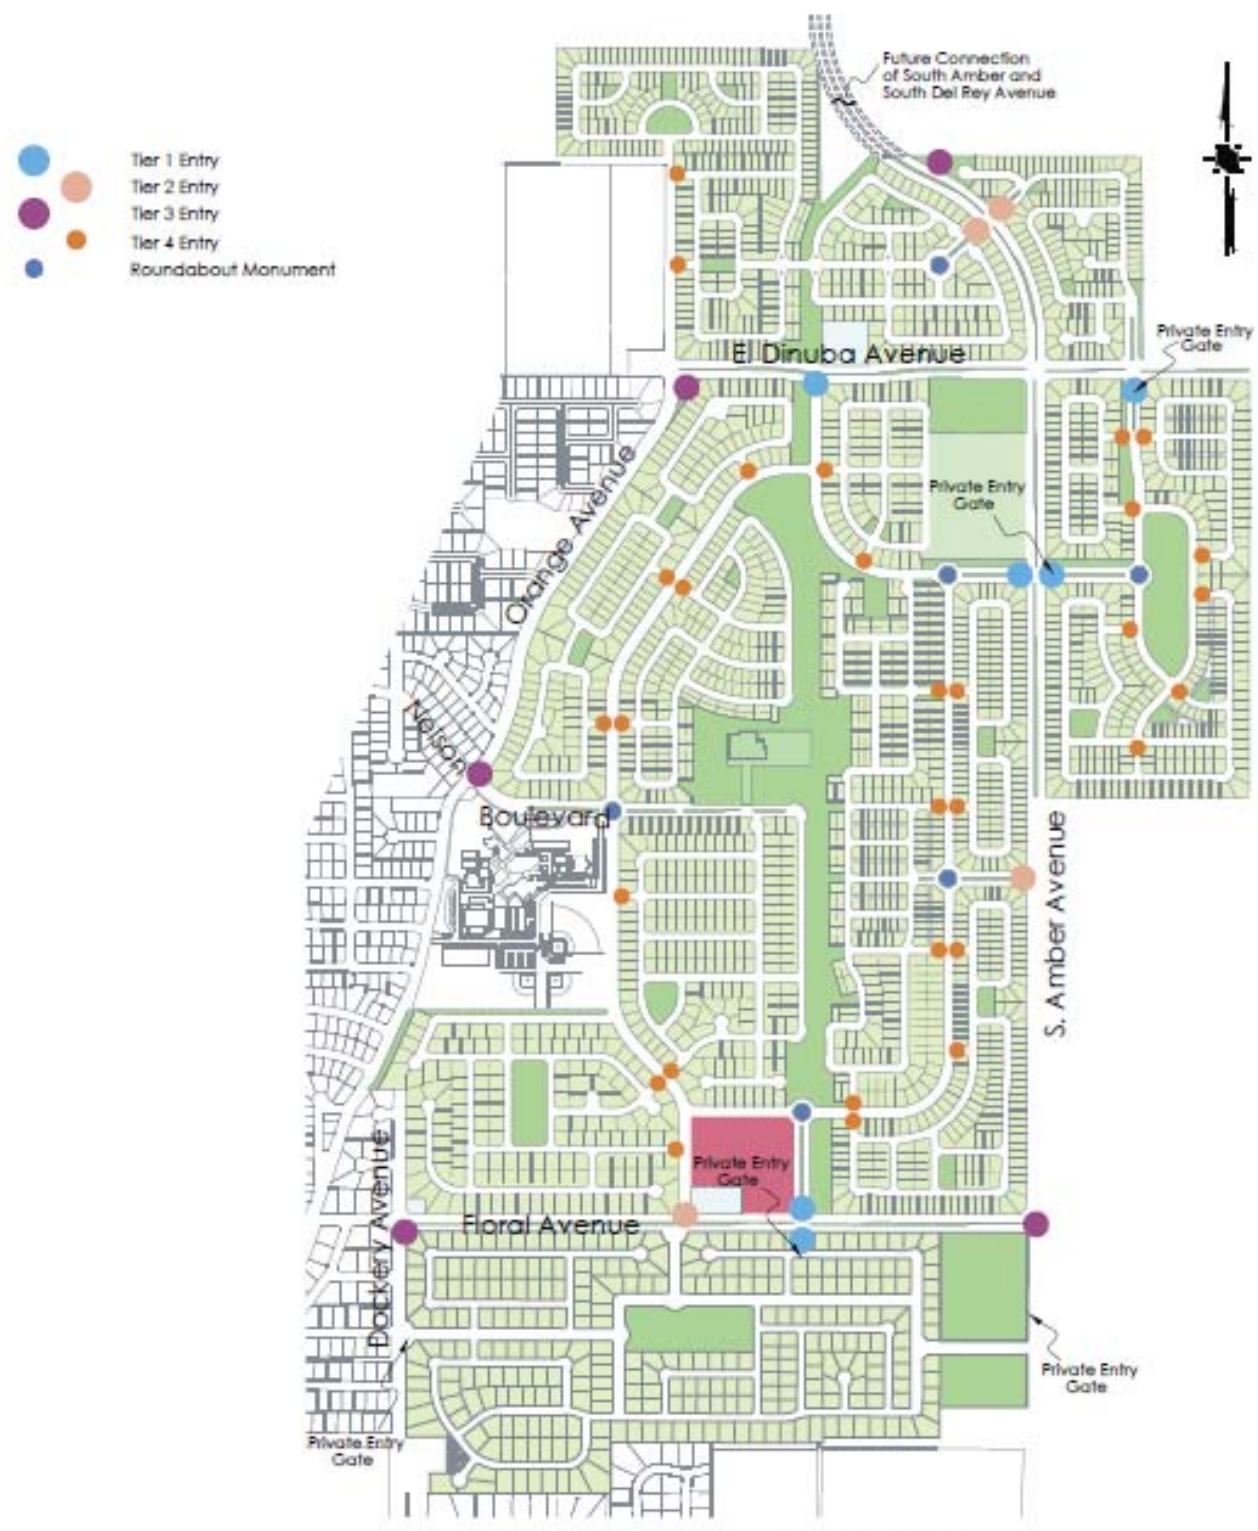 Future Connection
of South Amber and
South Del Rey Avenue
Tier 1 Entry
Tier 2 Entry
Tier 3 Entry
Tier 4 Entry
Roundabout Monument
Private Entry
Gate
El Dinuba Avenue
Orange Avenue
Private Entry
Gate
Nelson
Boulevard
S. Amber Avenue
Dockery Avenue
Private Entry
Gate
Floral Avenue
Private Entry
Gate
Private Entry
Gate